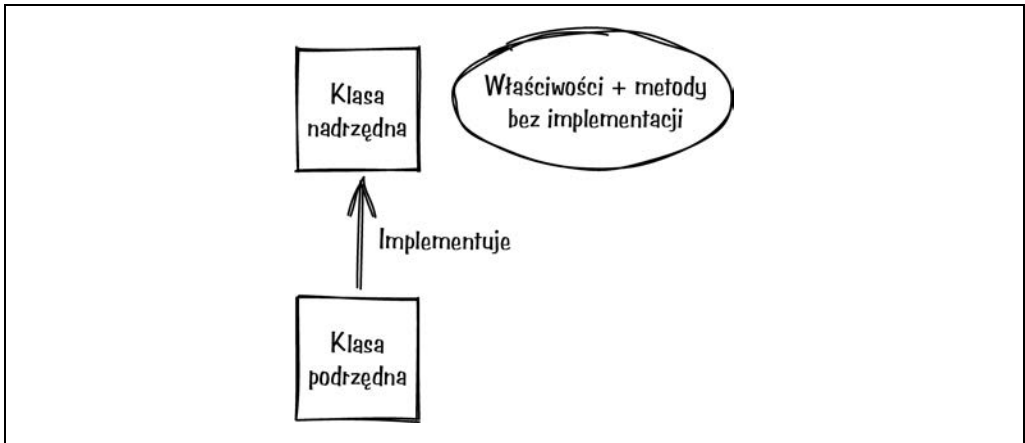 Klasa
nadrzędna
Właściwości + metody
bez implementacji
Implementuje
Klasa
podrzędna